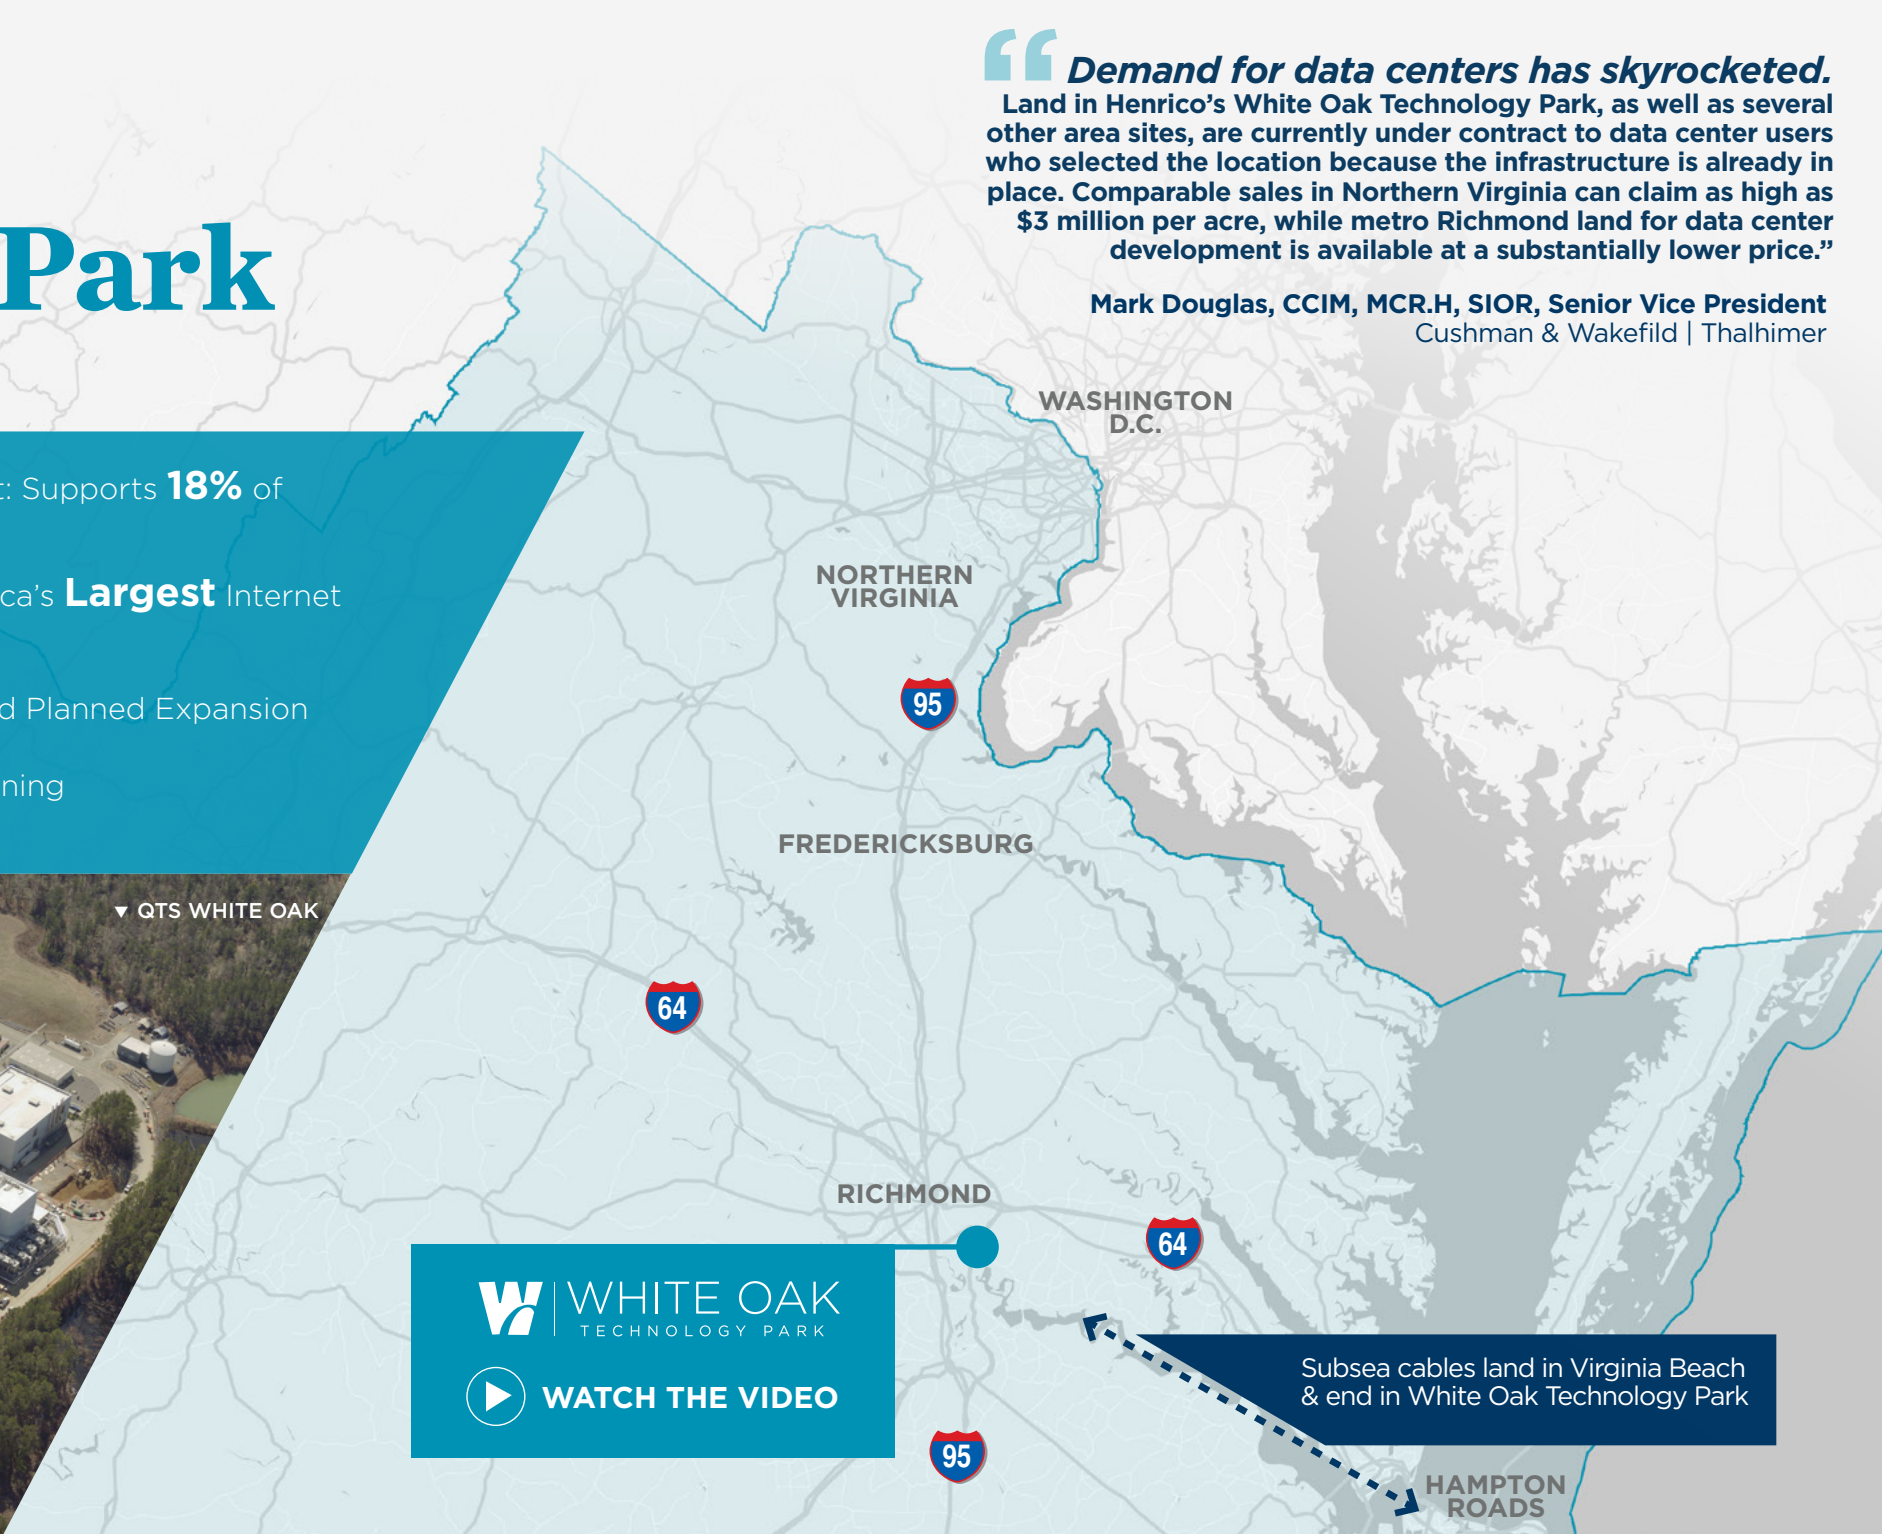 Demand for data centers has skyrocketed.
Land in Henrico’s White Oak Technology Park, as well as several
other area sites, are currently under contract to data center users
who selected the location because the infrastructure is already in
place. Comparable sales in Northern Virginia can claim as high as
$3 million per acre, while metro Richmond land for data center
development is available at a substantially lower price.”
Mark Douglas, CCIM, MCR.H, SIOR, Senior Vice President
Cushman & Wakefild | Thalhimer
Park
: Supports 18% of
ca’s Largest Internet
d Planned Expansion
ning
▼ QTS WHITE OAK
WASHINGTON
D.C.
NORTHERN
VIRGINIA
95
FREDERICKSBURG
64
RICHMOND
64
WHITE OAK
TECHNOLOGY PARK
WATCH THE VIDEO
Subsea cables land in Virginia Beach
& end in White Oak Technology Park
95
HAMPTON
ROADS